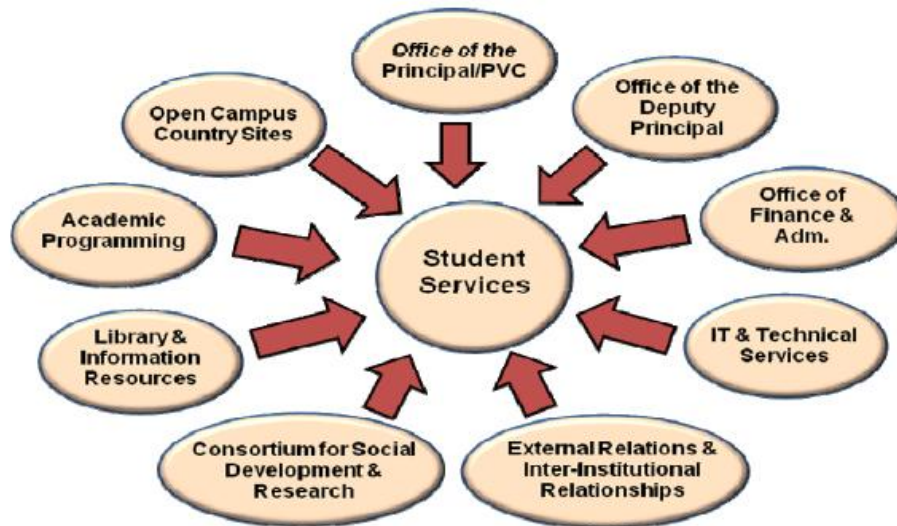 Office of the
Principal/PVC
Office of the
Deputy
Principal
Open Campus
Country Sites
Office of
Finance &
Adm.
Academic
Programming
Student
Services
IT & Technical
Services
Library &
Information
Resources
Consortium for Social
Development &
Research
External Relations &
Inter-Institutional
Relationships